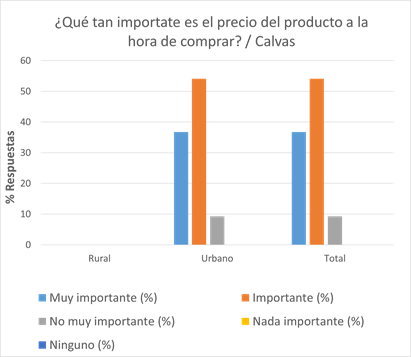 ¿Qué tan importate es el precio del producto a la
hora de comprar? / Calvas
% Respuestas
60
50
40
30
20
10
0
Rural Urbano Total
Muy importante (%) Importante (%)
No muy importante (%) Nada importante (%)
Ninguno (%)